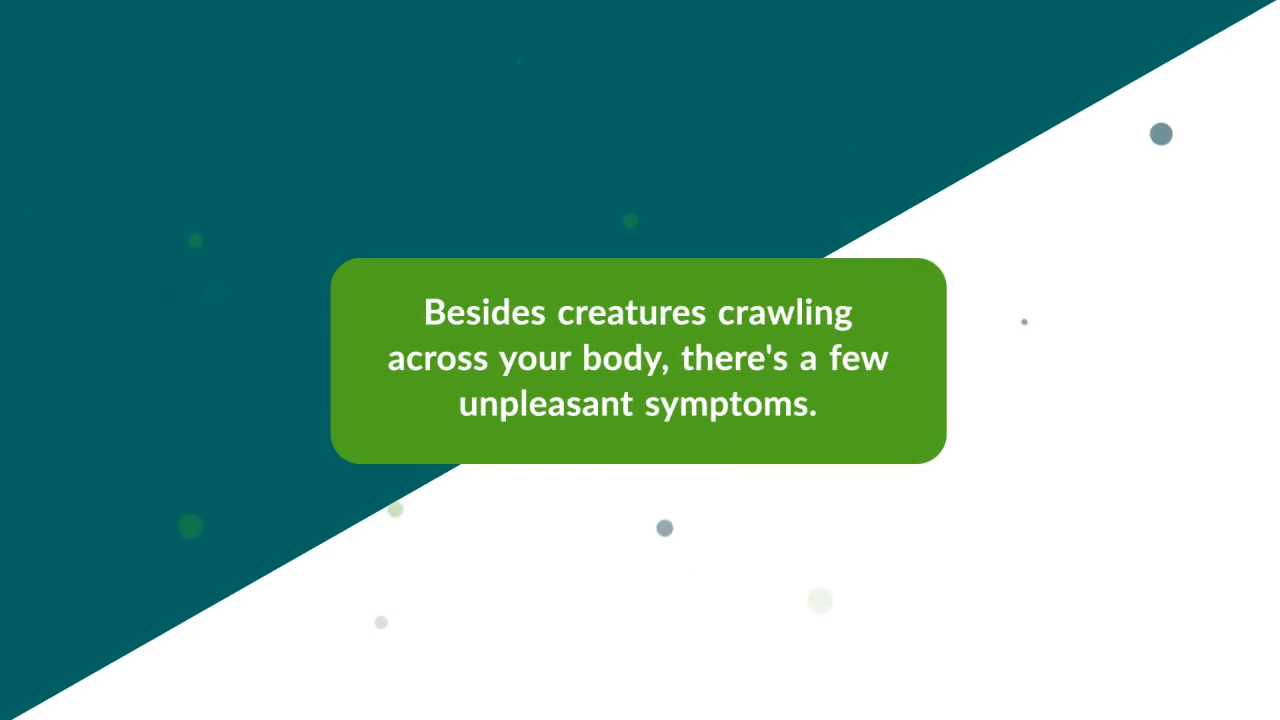 Besides creatures crawling
across your body, there's a few
unpleasant symptoms.